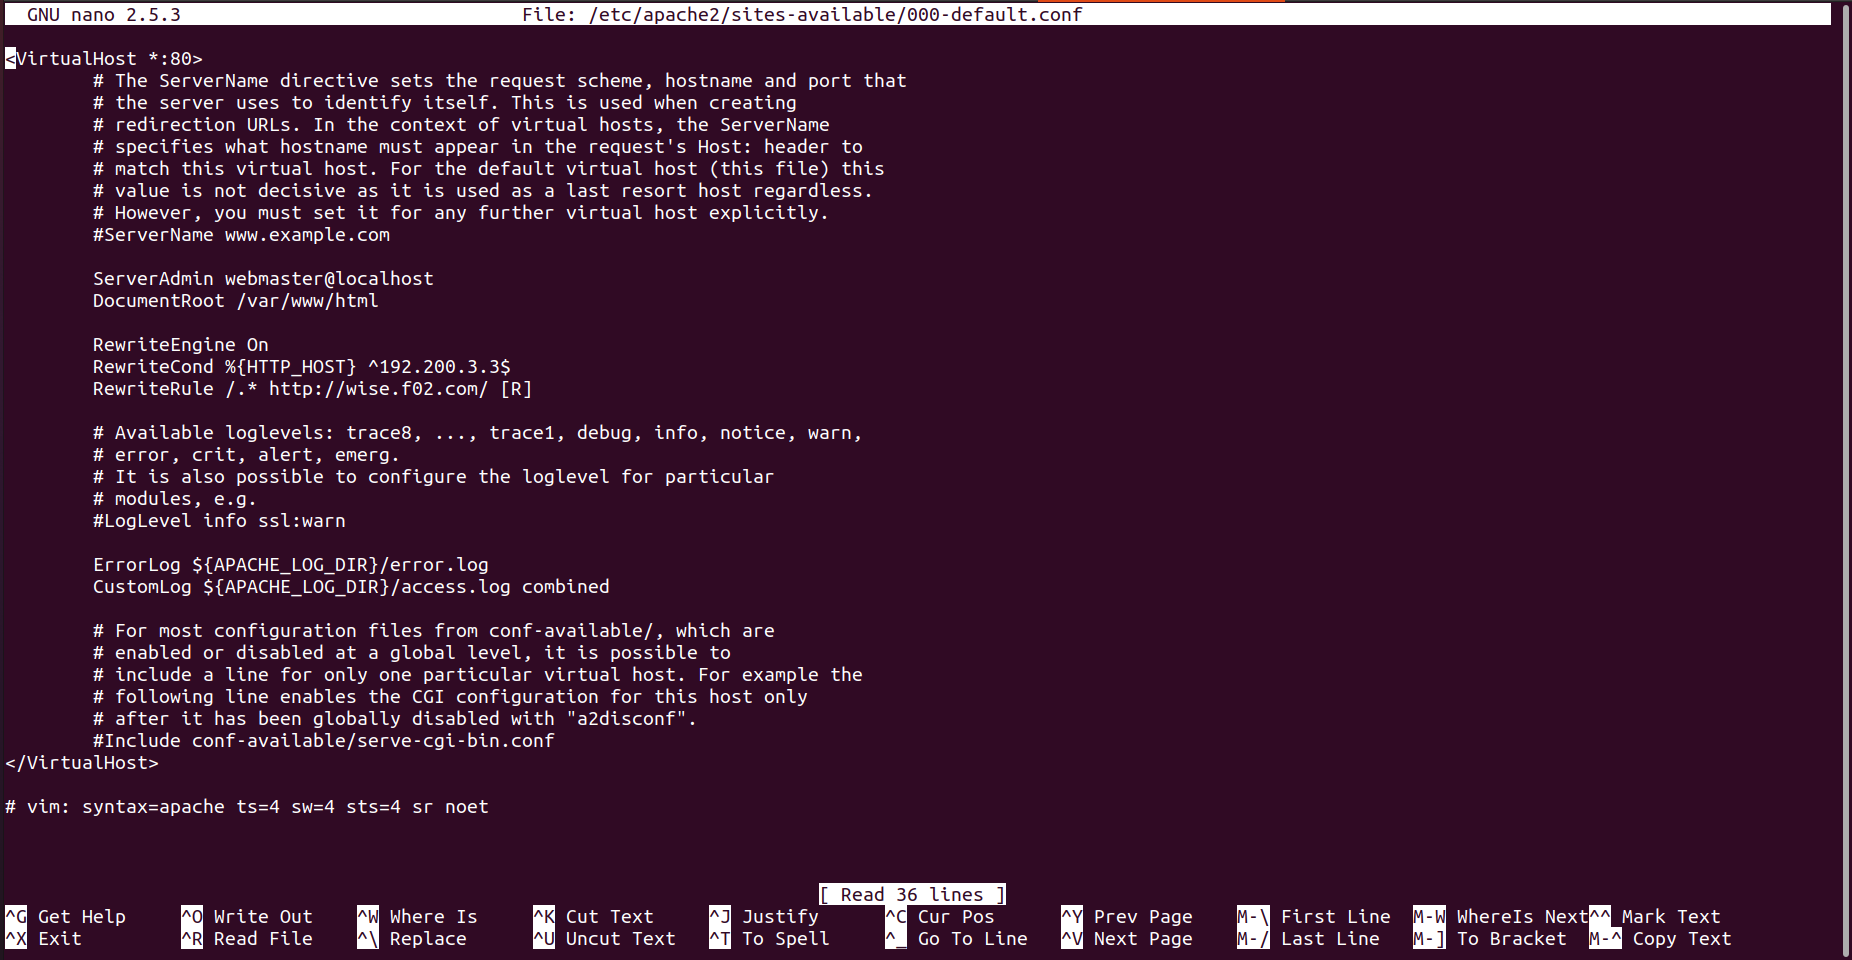 GNU nano 2.5.3 File: /etc/apache2/sites-available/000-default.conf
<VirtualHost *:80>
# The ServerName directive sets the request scheme, hostname and port that
# the server uses to identify itself. This is used when creating
# redirection URLs. In the context of virtual hosts, the ServerName
# specifies what hostname must appear in the request's Host: header to
# match this virtual host. For the default virtual host (this file) this
# value is not decisive as it is used as a last resort host regardless.
# However, you must set it for any further virtual host explicitly.
#ServerName www.example.com
ServerAdmin webmaster@localhost
DocumentRoot /var/www/html
RewriteEngine On
RewriteCond %{HTTP_HOST} ^192.200.3.3$
RewriteRule /.* http://wise.f02.com/ [R]
# Available loglevels: trace8, ..., trace1, debug, info, notice, warn,
# error, crit, alert, emerg.
# It is also possible to configure the loglevel for particular
# modules, e.g.
#LogLevel info ssl:warn
ErrorLog ${APACHE_LOG_DIR}/error.log
CustomLog ${APACHE_LOG_DIR}/access.log combined
# For most configuration files from conf-available/, which are
# enabled or disabled at a global level, it is possible to
# include a line for only one particular virtual host. For example the
# following line enables the CGI configuration for this host only
# after it has been globally disabled with "a2disconf".
#Include conf-available/serve-cgi-bin.conf
</VirtualHost>
# vim: syntax=apache ts=4 sw=4 sts=4 sr noet
[ Read 36 lines ]
^G Get Help ^O Write Out ^W Where Is ^K Cut Text ^J Justify ^C Cur Pos ^Y Prev Page M-\ First Line M-W WhereIs Next ^^ Mark Text
^X Exit ^R Read File ^\ Replace ^U Uncut Text ^T To Spell ^_ Go To Line ^V Next Page M-/ Last Line M-] To Bracket M-^ Copy Text